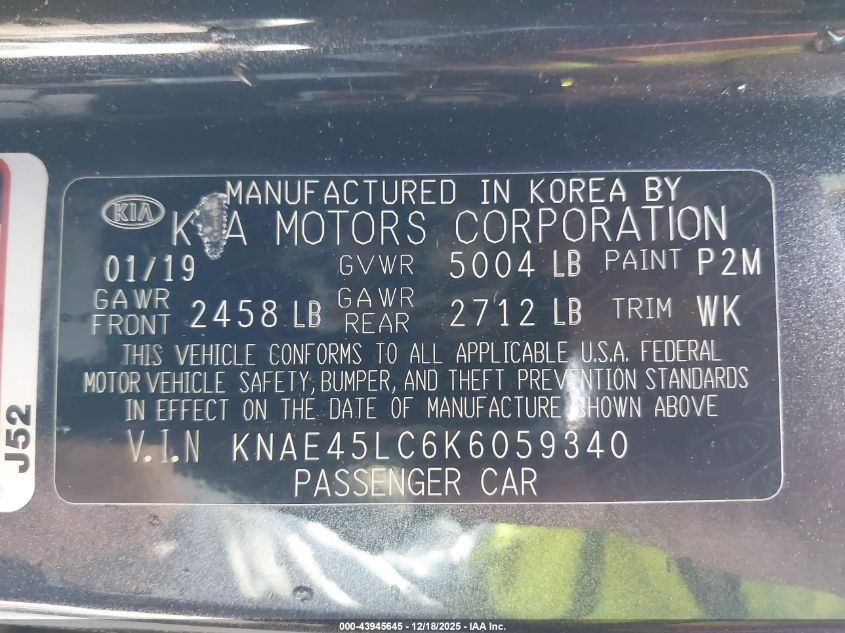 MANUFACTURED IN KOREA BY
KIA KIA MOTORS CORPORATION
01/19 GVWR 5004 LB PAINT P2M
GAWR FRONT 2458 LB GAWR REAR 2712 LB TRIM WK
THIS VEHICLE CONFORMS TO ALL APPLICABLE U.S.A. FEDERAL
MOTOR VEHICLE SAFETY, BUMPER, AND THEFT PREVENTION STANDARDS
IN EFFECT ON THE DATE OF MANUFACTURE SHOWN ABOVE
V.I.N KNAE45LC6K6059340
PASSENGER CAR
J52
000-43945645 - 12/18/2025 - IAA Inc.